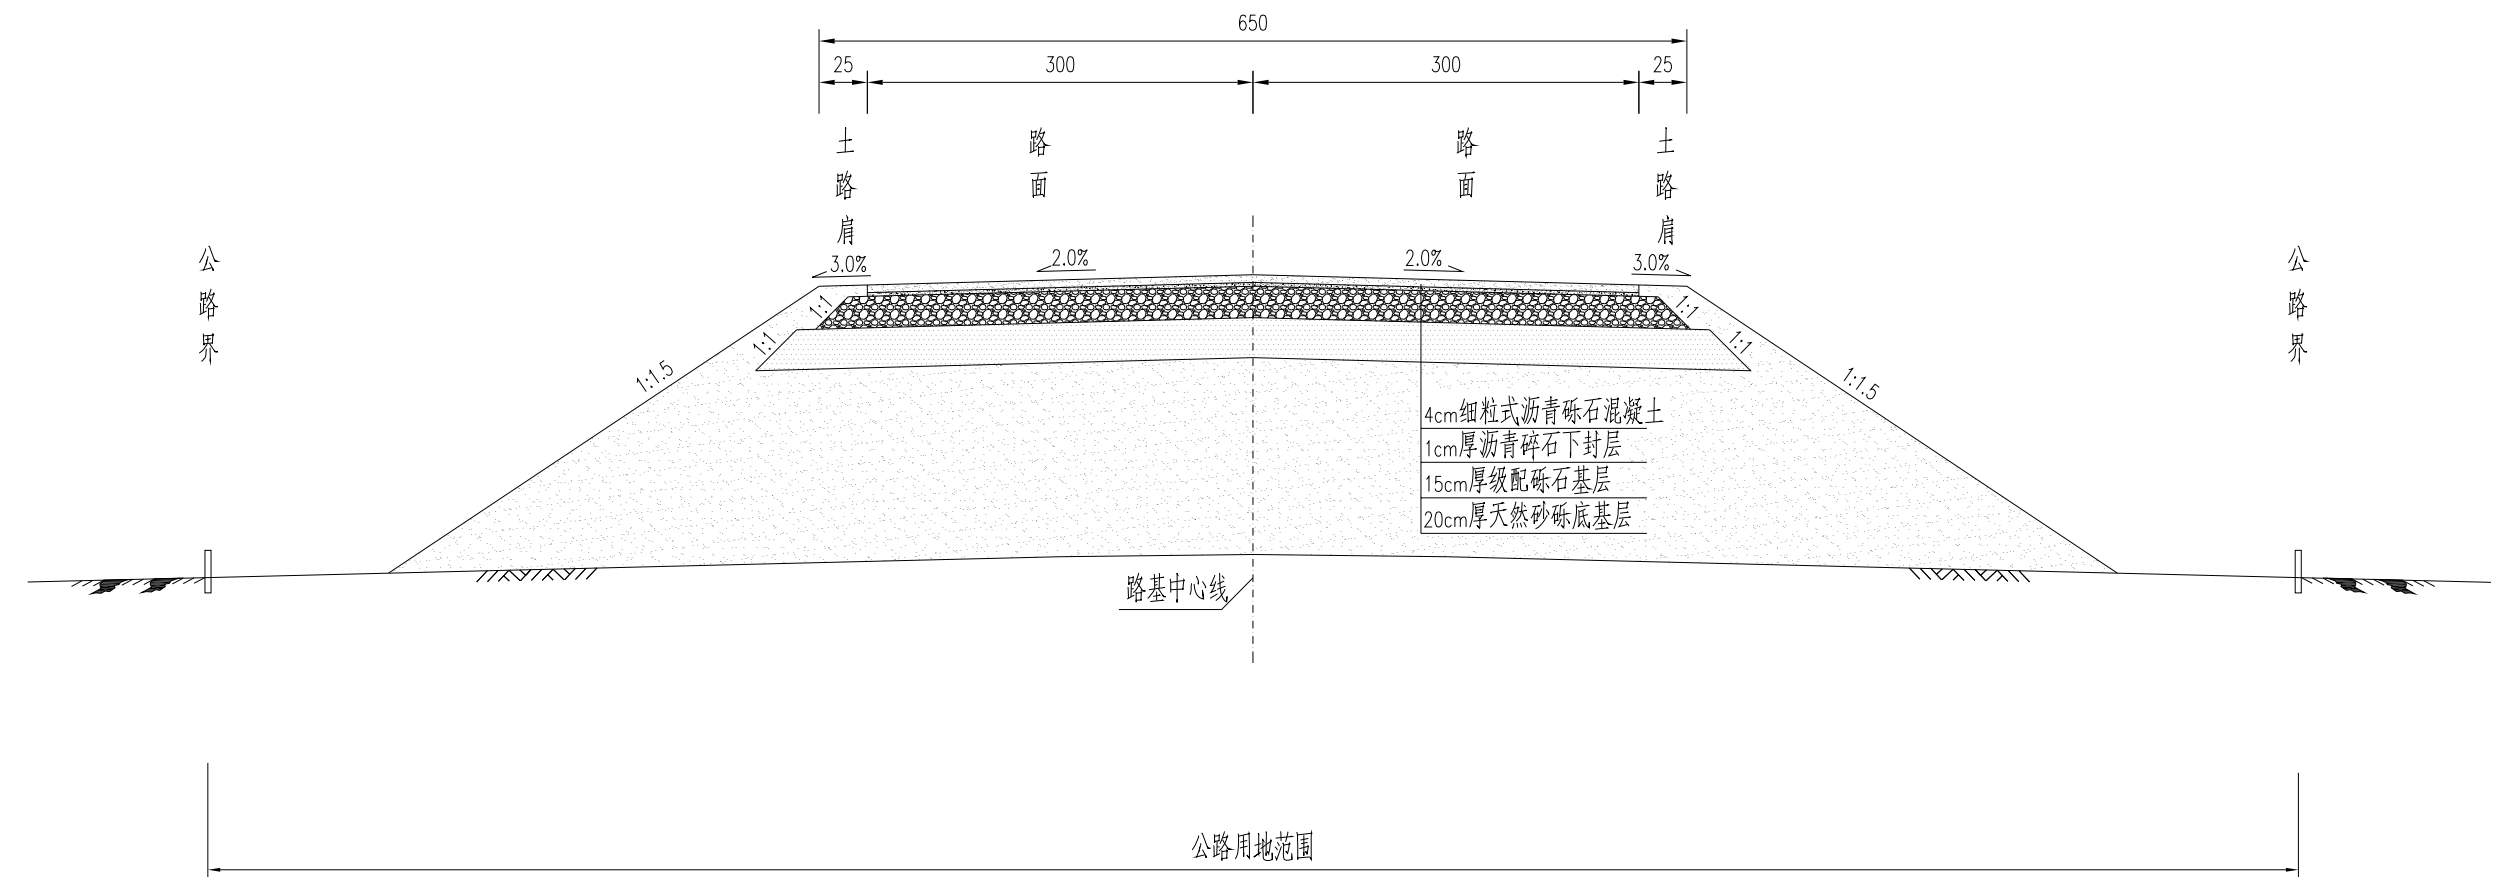 650
25
300
300
25
土路肩
路面
路面
土路肩
公路界
公路界
3.0%
2.0%
2.0%
3.0%
1:1
1:1
1:1
1:1
1:1.5
1:1.5
4cm细粒式沥青砾石混凝土
1cm厚沥青碎石下封层
15cm厚级配砾石基层
20cm厚天然砂砾底基层
路基中心线
公路用地范围